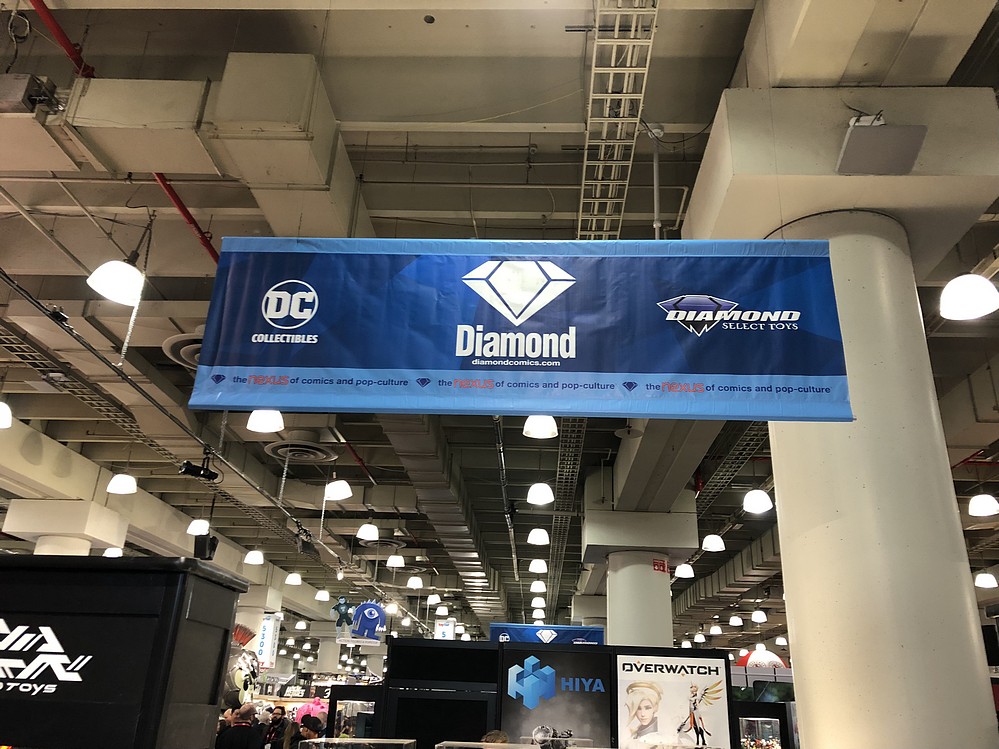 DC
COLLECTIBLES
Diamond
diamondcomics.com
DIAMOND
SELECT TOYS
the nexus of comics and pop-culture
the nexus of comics and pop-culture
the nexus of comics and pop-culture
HIYA
OVERWATCH
DC